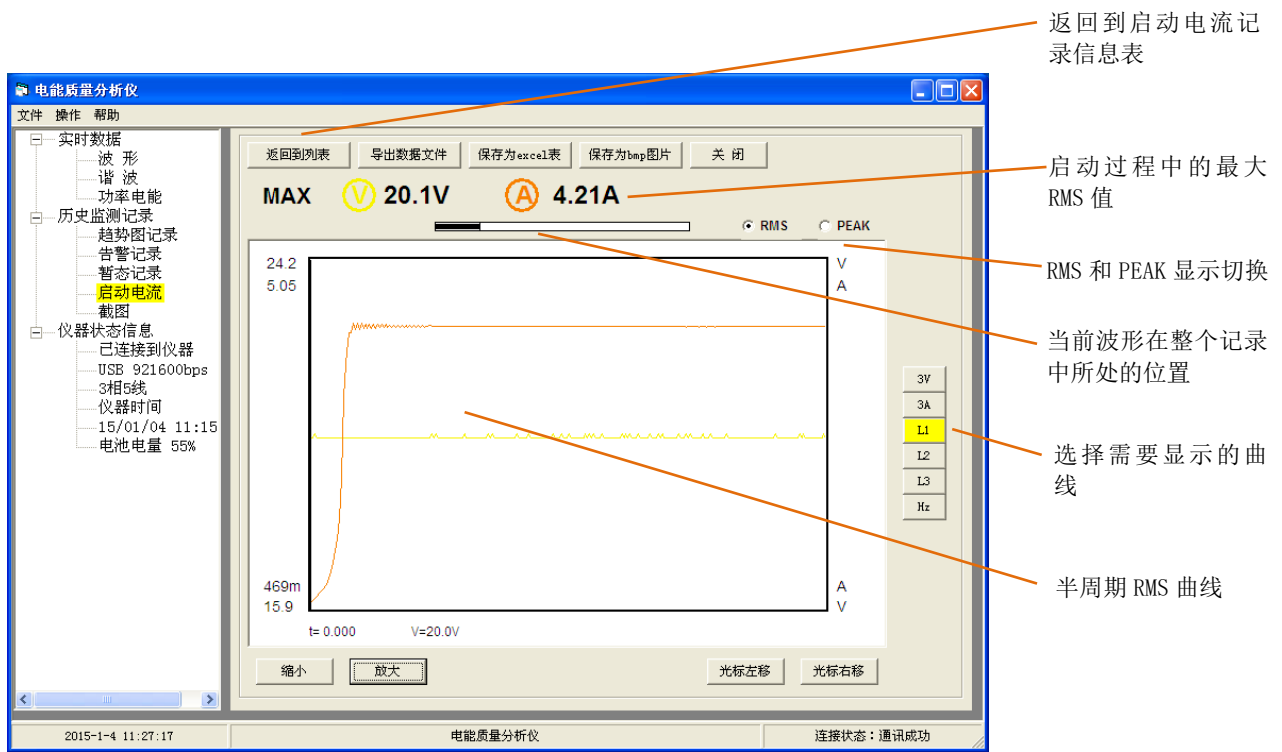 返回到启动电流记
录信息表
电能质量分析仪
文件 操作 帮助
实时数据
波 形
谐 波
功率电能
历史监测记录
趋势图记录
告警记录
暂态记录
启动电流
截图
仪器状态信息
已连接到仪器
USB 921600bps
3相5线
仪器时间
15/01/04 11:15
电池电量 55%
返回到列表 导出数据文件 保存为excel表 保存为bmp图片 关 闭
MAX V 20.1V A 4.21A
RMS PEAK
24.2 V
5.05 A
469m A
15.9 V
t= 0.000 V=20.0V
3V
3A
L1
L2
L3
Hz
缩小 放大 光标左移 光标右移
启动过程中的最大
RMS 值
RMS 和 PEAK 显示切换
当前波形在整个记录
中所处的位置
选择需要显示的曲
线
半周期 RMS 曲线
2015-1-4 11:27:17 电能质量分析仪 连接状态：通讯成功